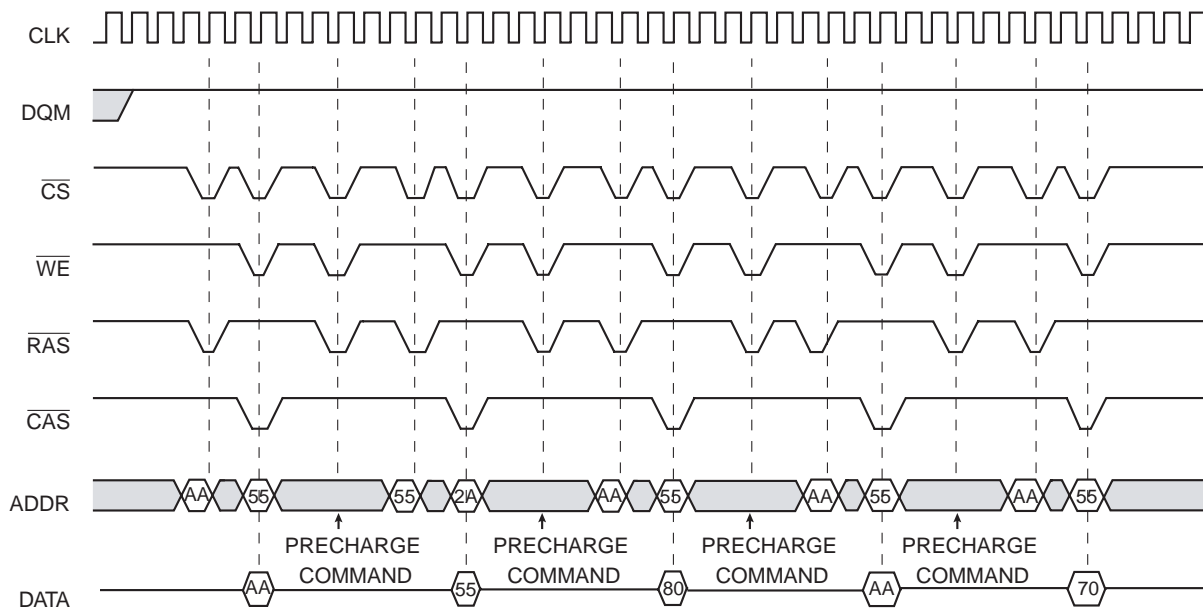 CLK
DQM
CS
WE
RAS
CAS
ADDR AA 55 55 2A AA 55 AA 55 AA 55
PRECHARGE COMMAND PRECHARGE COMMAND PRECHARGE COMMAND PRECHARGE COMMAND
DATA AA 55 80 AA 70